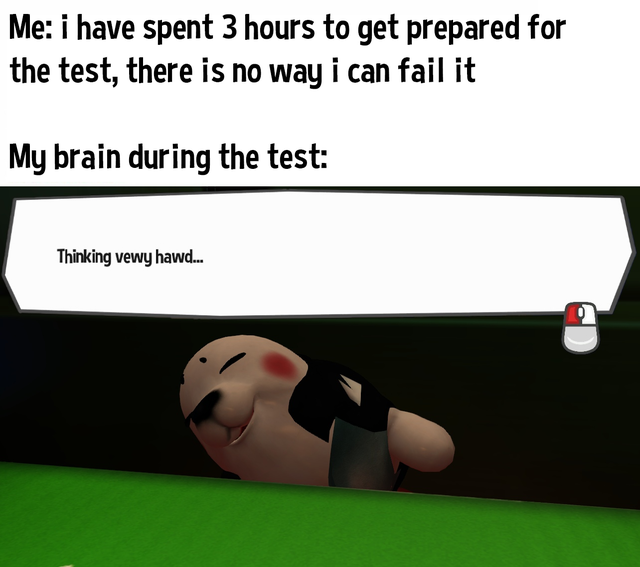 Me: i have spent 3 hours to get prepared for
the test, there is no way i can fail it
My brain during the test:
Thinking vewy hawd...